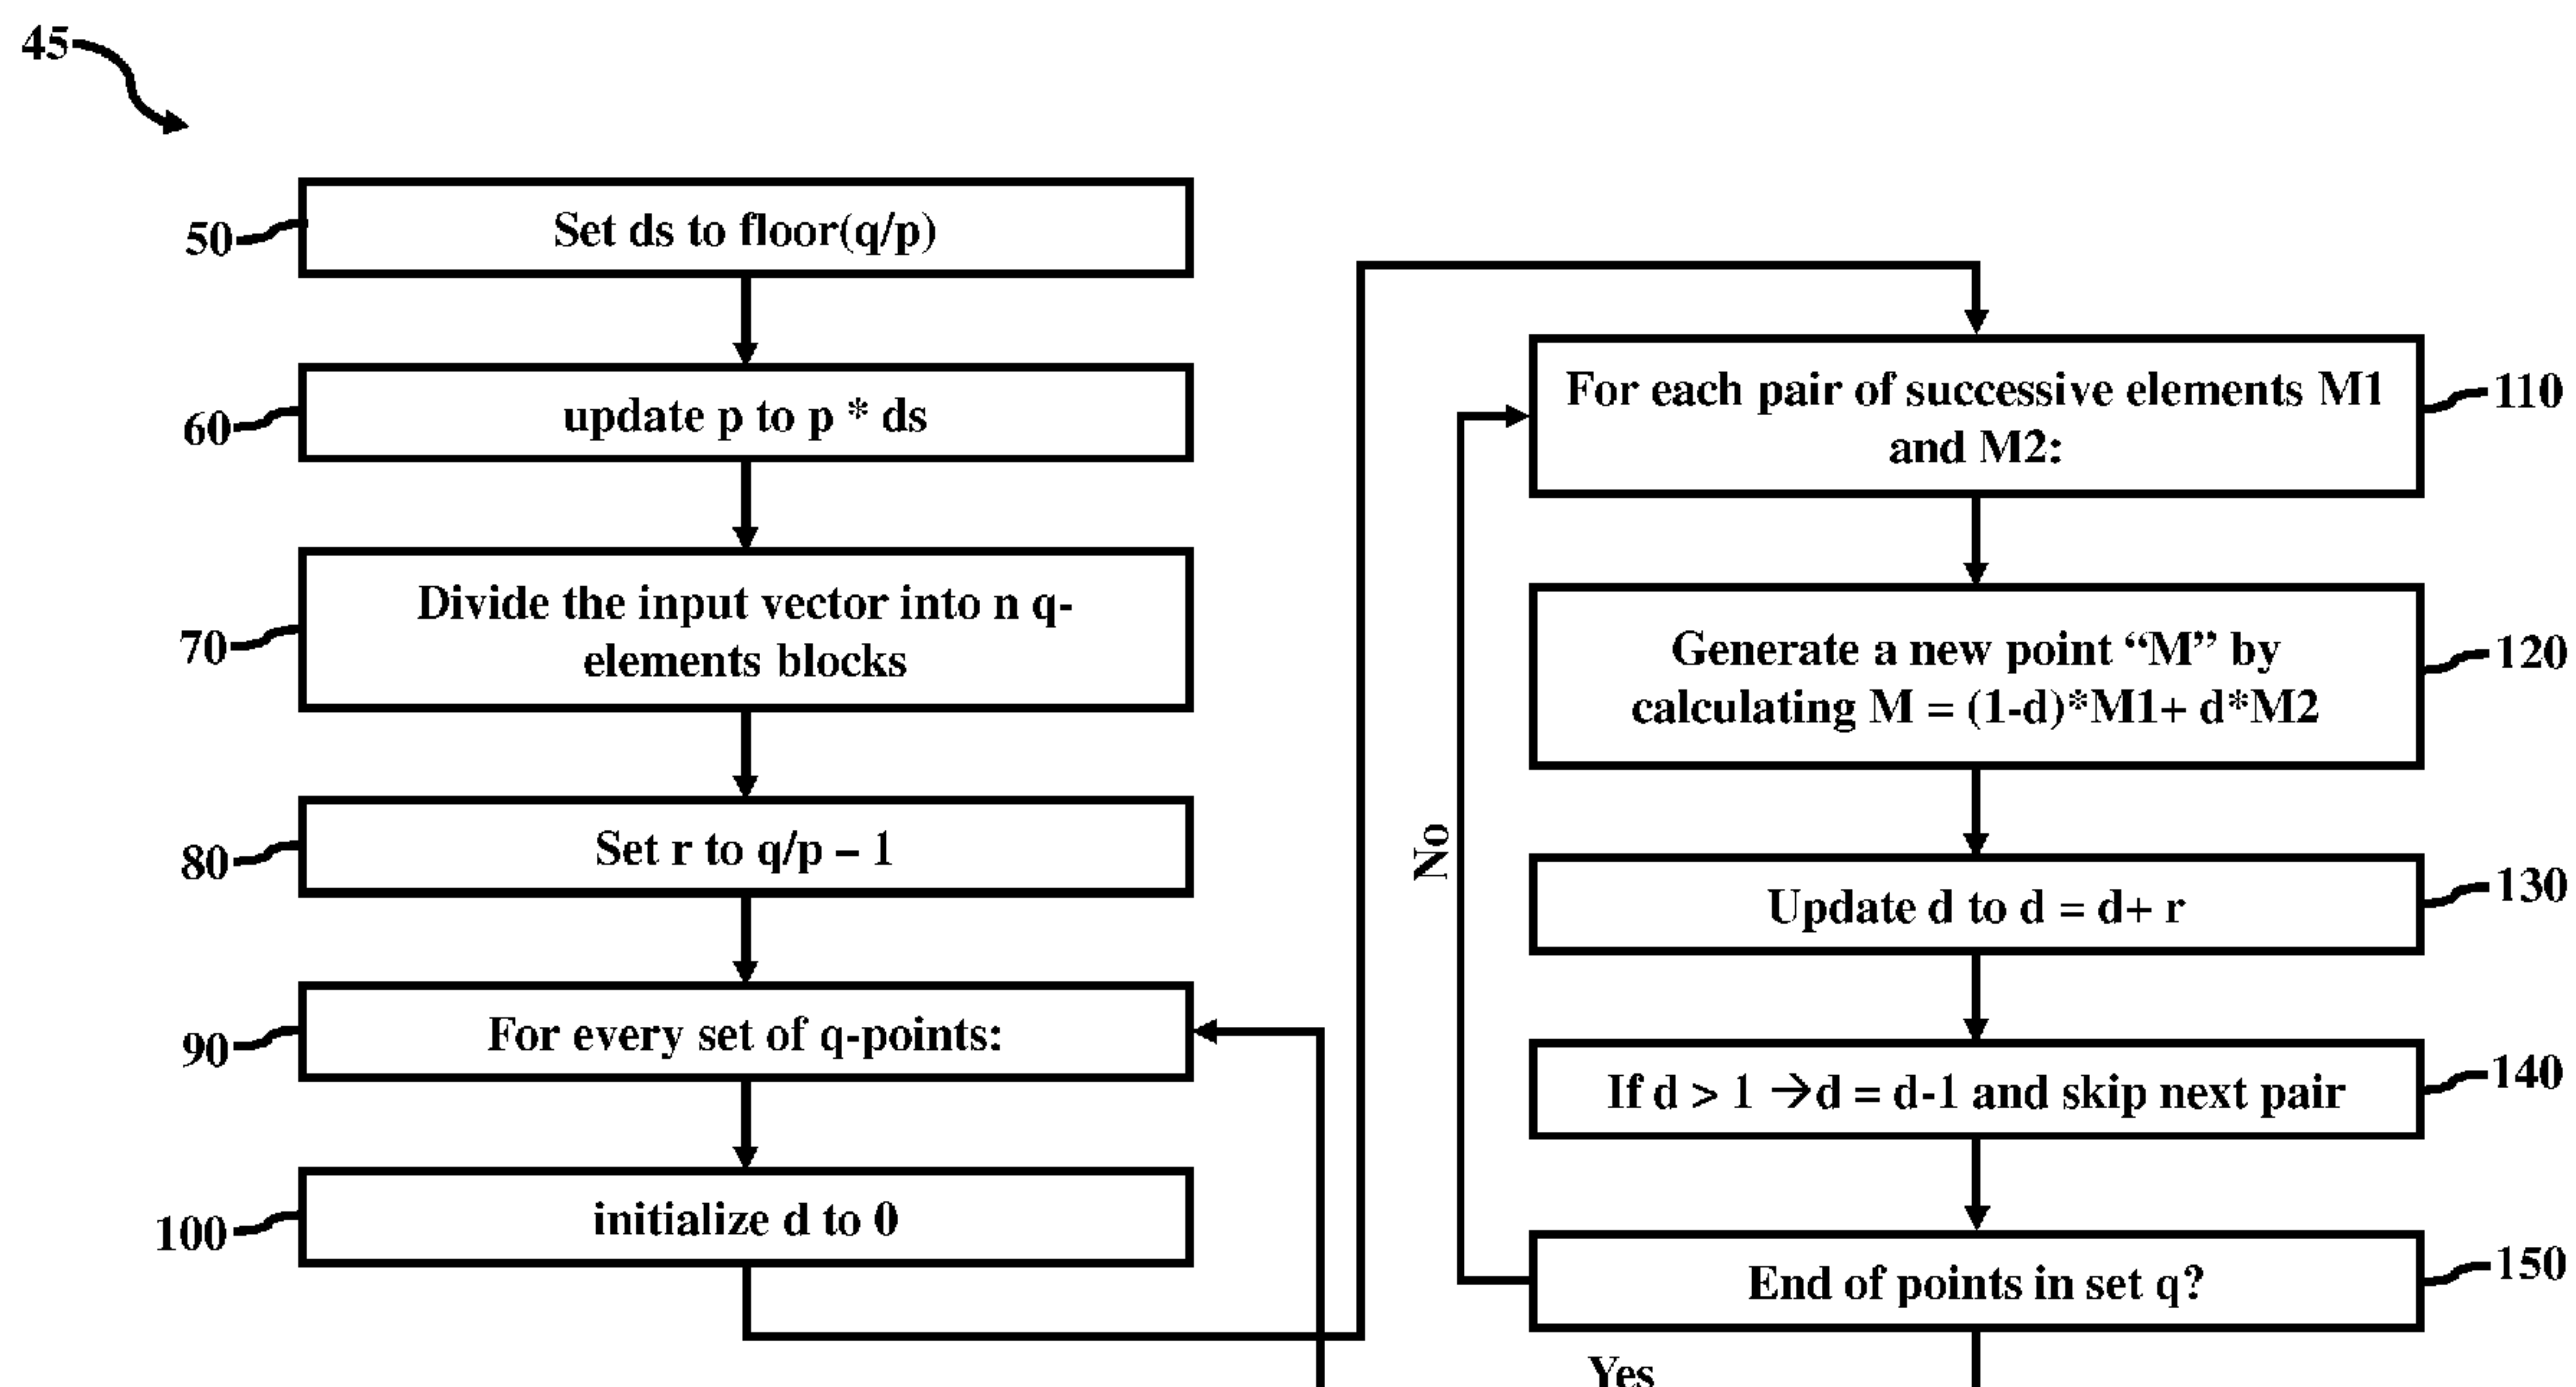 45
50
Set ds to floor(q/p)
60
update p to p * ds
70
Divide the input vector into n q-
elements blocks
80
Set r to q/p – 1
90
For every set of q-points:
100
initialize d to 0
For each pair of successive elements M1
and M2:
110
Generate a new point “M” by
calculating M = (1-d)*M1+ d*M2
120
No
Update d to d = d+ r
130
If d > 1 →d = d-1 and skip next pair
140
End of points in set q?
150
Yes